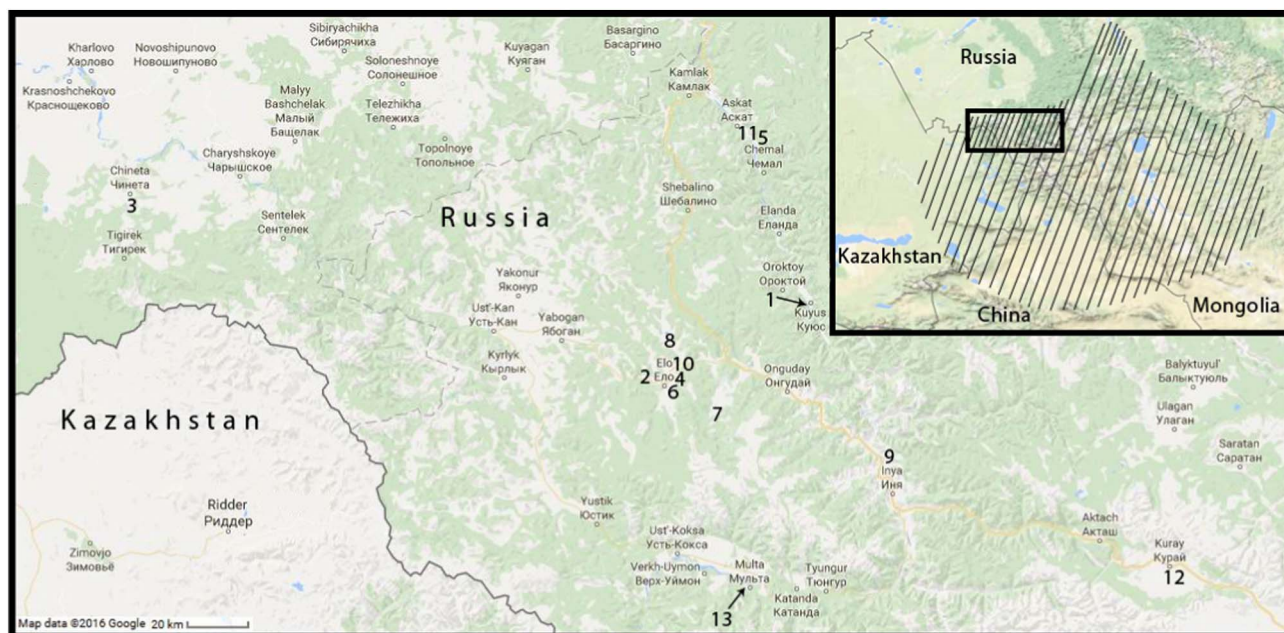 Sibiryachikha
Сибирячиха
Basargino
Басаргино
Kharlovo
Харлово
Novoshipunovo
Новошипуново
Kuyagan
Куяган
Soloneshnoye
Солонешное
Kamlak
Камлак
Krasnoshchekovo
Краснощеково
Malyy
Bashchelak
Малый
Бащелак
Telezhikha
Тележиха
Askat
Аскат
11
5
Topolnoye
Топольное
Charyshskoye
Чарышское
Chemal
Чемал
Chineta
Чинета
3
Shebalino
Шебалино
Russia
Sentelek
Сентелек
Elanda
Еланда
Tigirek
Тигирек
Yakonur
Яконур
Oroktoy
Ороктой
1
Kuyus
Куюс
Ust'-Kan
Усть-Кан
Yabogan
Ябоган
8
Kyrlyk
Кырлык
Elo
10
2
Ело
4
6
Onguday
Онгудай
7
Balyktuyul'
Балыктуюль
Ulagan
Улаган
Kazakhstan
Saratan
Саратан
9
Inya
Иня
Ridder
Риддер
Yustik
Юстик
Zimovjo
Зимовьё
Ust'-Koksa
Усть-Кокса
Aktach
Акташ
Kuray
Курай
12
Verkh-Uymon
Верх-Уймон
Multa
Мульта
Tyungur
Тюнгур
Katanda
Катанда
13
Map data ©2016 Google
20 km
Russia
Kazakhstan
China
Mongolia